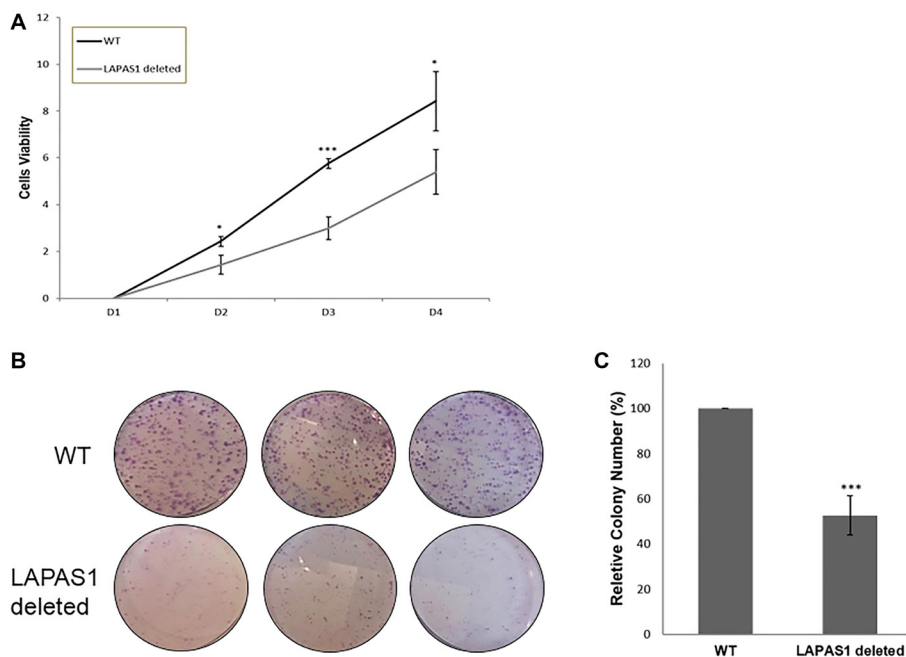 A
12
10
8
6
4
2
0
Cells Viability
WT
LAPAS1 deleted
*
***
*
D1 D2 D3 D4
B
WT
LAPAS1
deleted
C
120
100
80
60
40
20
0
Reletive Colony Number (%)
***
WT LAPAS1 deleted